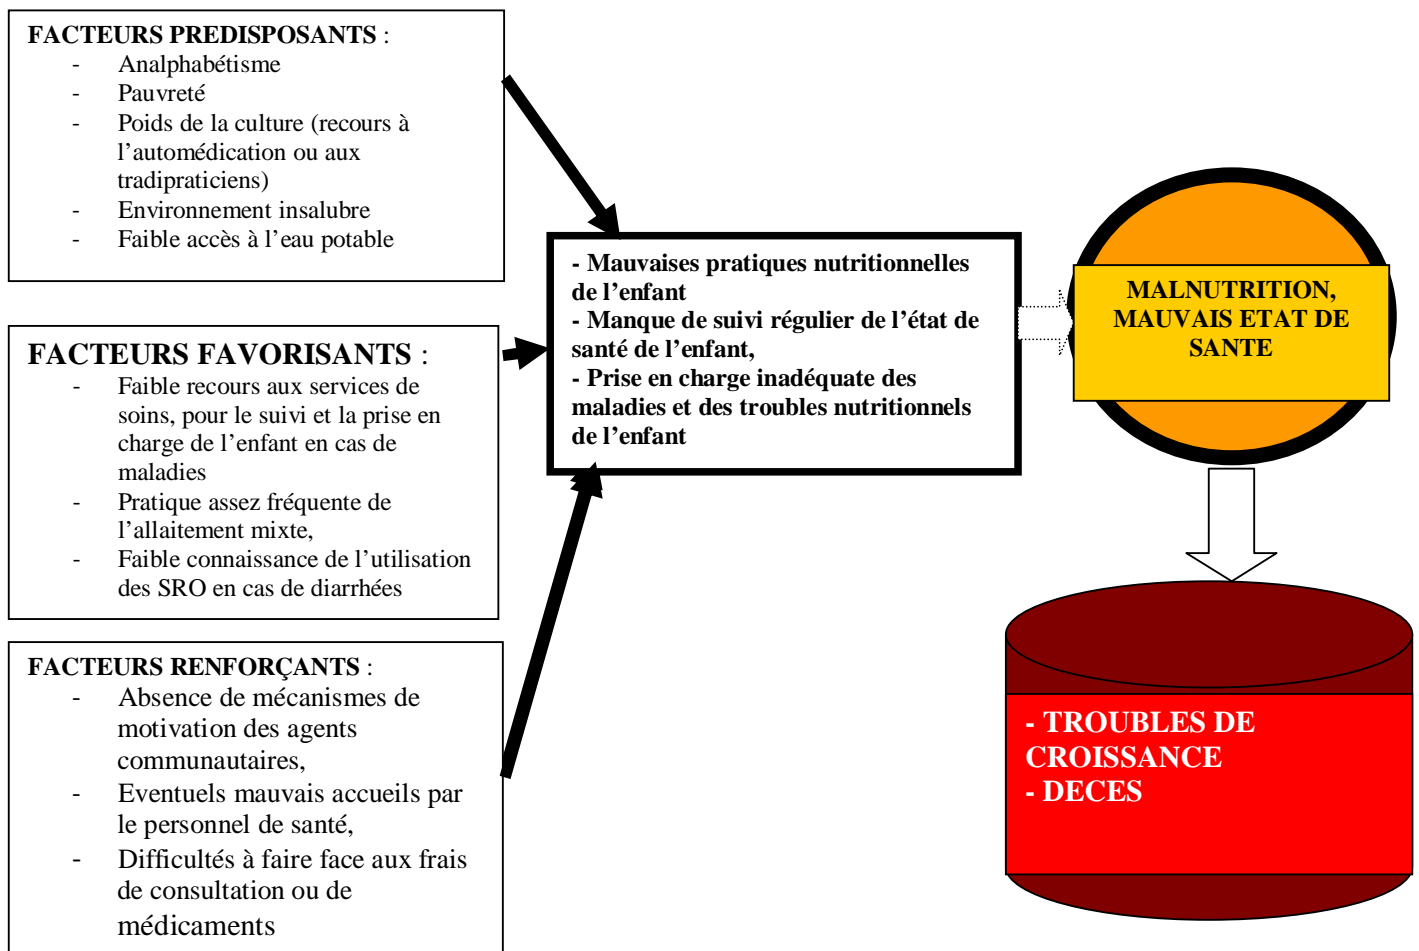 FACTEURS PREDISPOSANTS :
- Analphabétisme
- Pauvreté
- Poids de la culture (recours à
l’automédication ou aux
tradipraticiens)
- Environnement insalubre
- Faible accès à l’eau potable
FACTEURS FAVORISANTS :
- Faible recours aux services de
soins, pour le suivi et la prise en
charge de l’enfant en cas de
maladies
- Pratique assez fréquente de
l’allaitement mixte,
- Faible connaissance de l’utilisation
des SRO en cas de diarrhées
FACTEURS RENFORÇANTS :
- Absence de mécanismes de
motivation des agents
communautaires,
- Eventuels mauvais accueils par
le personnel de santé,
- Difficultés à faire face aux frais
de consultation ou de
médicaments
- Mauvaises pratiques nutritionnelles
de l’enfant
- Manque de suivi régulier de l’état de
santé de l’enfant,
- Prise en charge inadéquate des
maladies et des troubles nutritionnels
de l’enfant
MALNUTRITION,
MAUVAIS ETAT DE
SANTE
- TROUBLES DE
CROISSANCE
- DECES